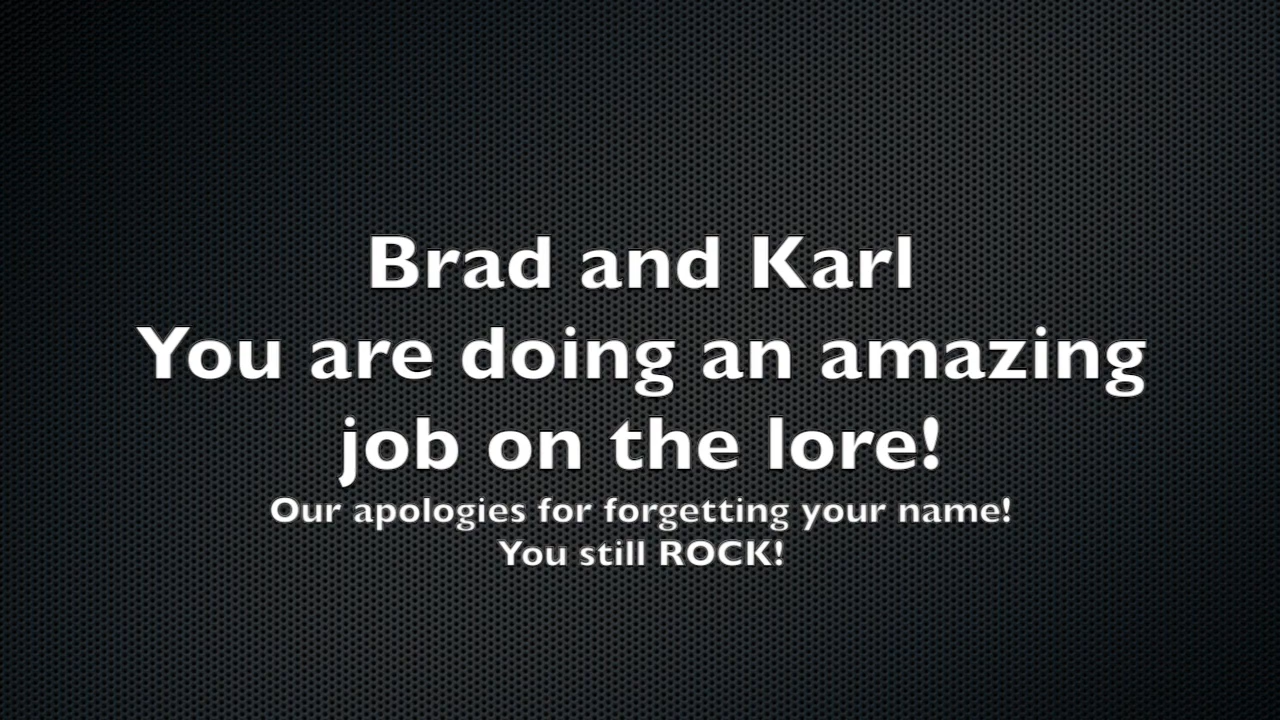 Brad and Karl
You are doing an amazing
job on the lore!
Our apologies for forgetting your name!
You still ROCK!